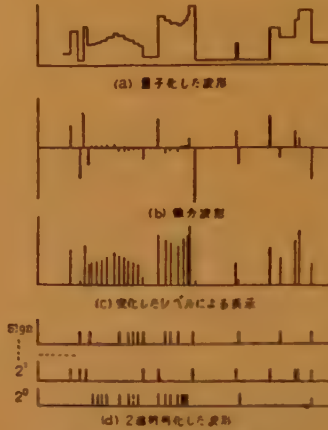 (a) 量子化した波形
(b) 微分波形
(c) 変化したレベルによる表示
Sign
2¹
2⁰
(d) 2進符号化した波形